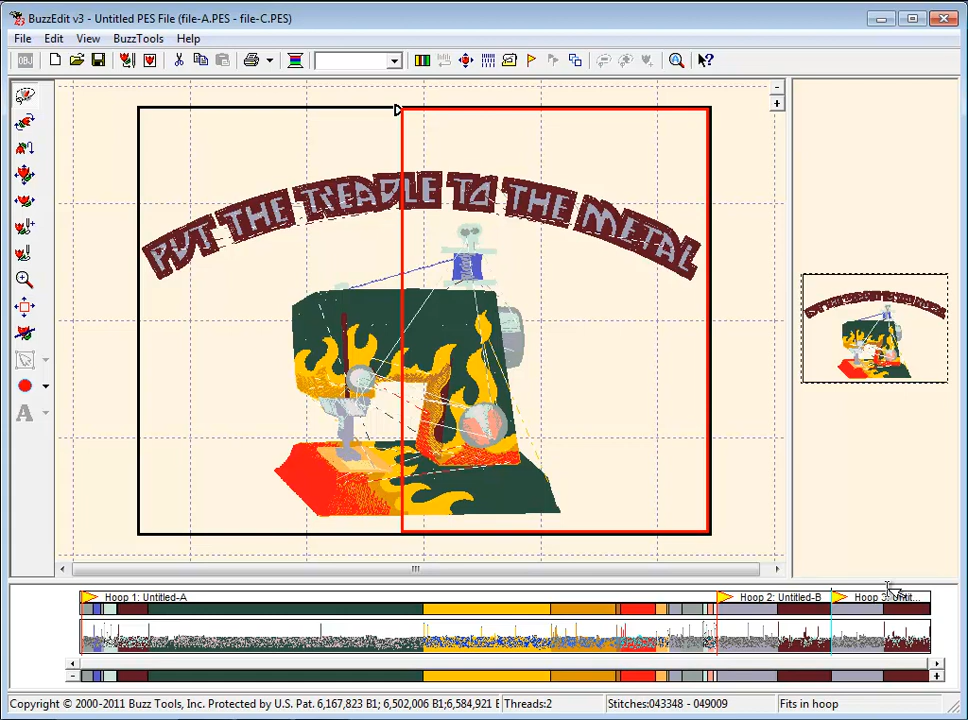 BuzzEdit v3 - Untitled PES File (file-A.PES - file-C.PES)
File Edit View BuzzTools Help
OBJ
PUT THE TREADLE TO THE METAL
A
Hoop 1: Untitled-A Hoop 2: Untitled-B Hoop 3: Untit...
Copyright © 2000-2011 Buzz Tools, Inc. Protected by U.S. Pat. 6,167,823 B1; 6,502,006 B1;6,584,921 E Threads:2 Stitches:043348 - 049009 Fits in hoop